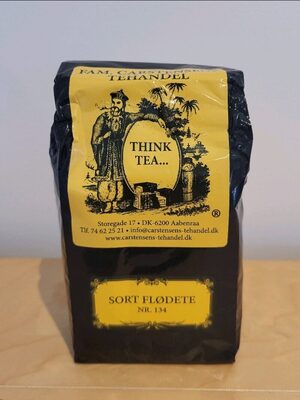 FAM. CARSTENSENS
TEHANDEL
THINK
TEA...
®
Storegade 17 • DK-6200 Aabenraa
Tlf. 74 62 25 21 • info@carstensens-tehandel.dk
www.carstensens-tehandel.dk
SORT FLØDETE
NR. 134